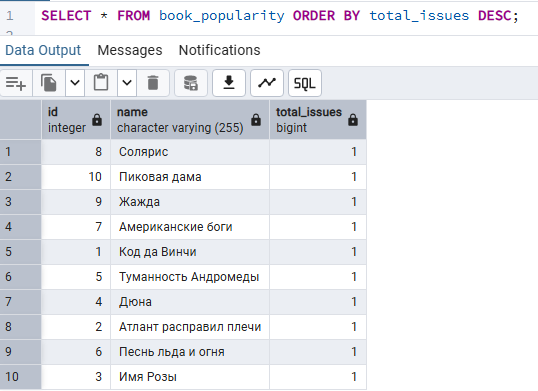 1 SELECT * FROM book_popularity ORDER BY total_issues DESC;
2
Data Output Messages Notifications
SQL
id integer name character varying (255) total_issues bigint
1 8 Солярис 1
2 10 Пиковая дама 1
3 9 Жажда 1
4 7 Американские боги 1
5 1 Код да Винчи 1
6 5 Туманность Андромеды 1
7 4 Дюна 1
8 2 Атлант расправил плечи 1
9 6 Песнь льда и огня 1
10 3 Имя Розы 1